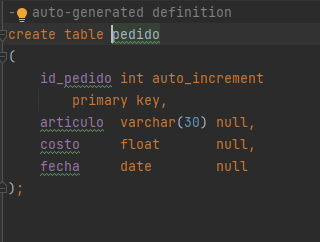 -- auto-generated definition
create table pedido
(
    id_pedido int auto_increment
        primary key,
    articulo  varchar(30) null,
    costo     float       null,
    fecha     date        null
);